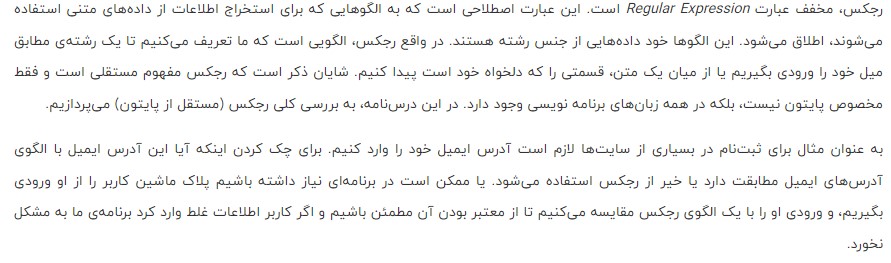 رجکس، مخفف عبارت Regular Expression است. این عبارت اصطلاحی است که به الگوهایی که برای استخراج اطلاعات از داده‌های متنی استفاده
می‌شوند، اطلاق می‌شود. این الگوها خود داده‌هایی از جنس رشته هستند. در واقع رجکس، الگویی است که ما تعریف می‌کنیم تا یک رشته‌ی مطابق
میل خود را ورودی بگیریم یا از میان یک متن، قسمتی را که دلخواه خود است پیدا کنیم. شایان ذکر است که رجکس مفهوم مستقلی است و فقط
مخصوص پایتون نیست، بلکه در همه زبان‌های برنامه نویسی وجود دارد. در این درس‌نامه، به بررسی کلی رجکس (مستقل از پایتون) می‌پردازیم.
به عنوان مثال برای ثبت‌نام در بسیاری از سایت‌ها لازم است آدرس ایمیل خود را وارد کنیم. برای چک کردن اینکه آیا این آدرس ایمیل با الگوی
آدرس‌های ایمیل مطابقت دارد یا خیر از رجکس استفاده می‌شود. یا ممکن است در برنامه‌ای نیاز داشته باشیم پلاک ماشین کاربر را از او ورودی
بگیریم، و ورودی او را با یک الگوی رجکس مقایسه می‌کنیم تا از معتبر بودن آن مطمئن باشیم و اگر کاربر اطلاعات غلط وارد کرد برنامه‌ی ما به مشکل
نخورد.